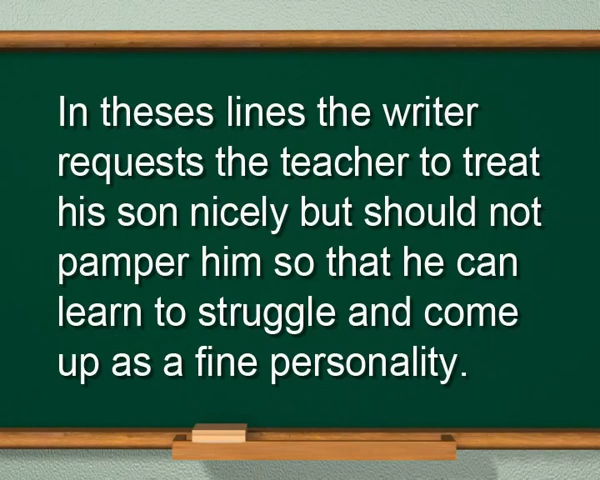 In theses lines the writer
requests the teacher to treat
his son nicely but should not
pamper him so that he can
learn to struggle and come
up as a fine personality.